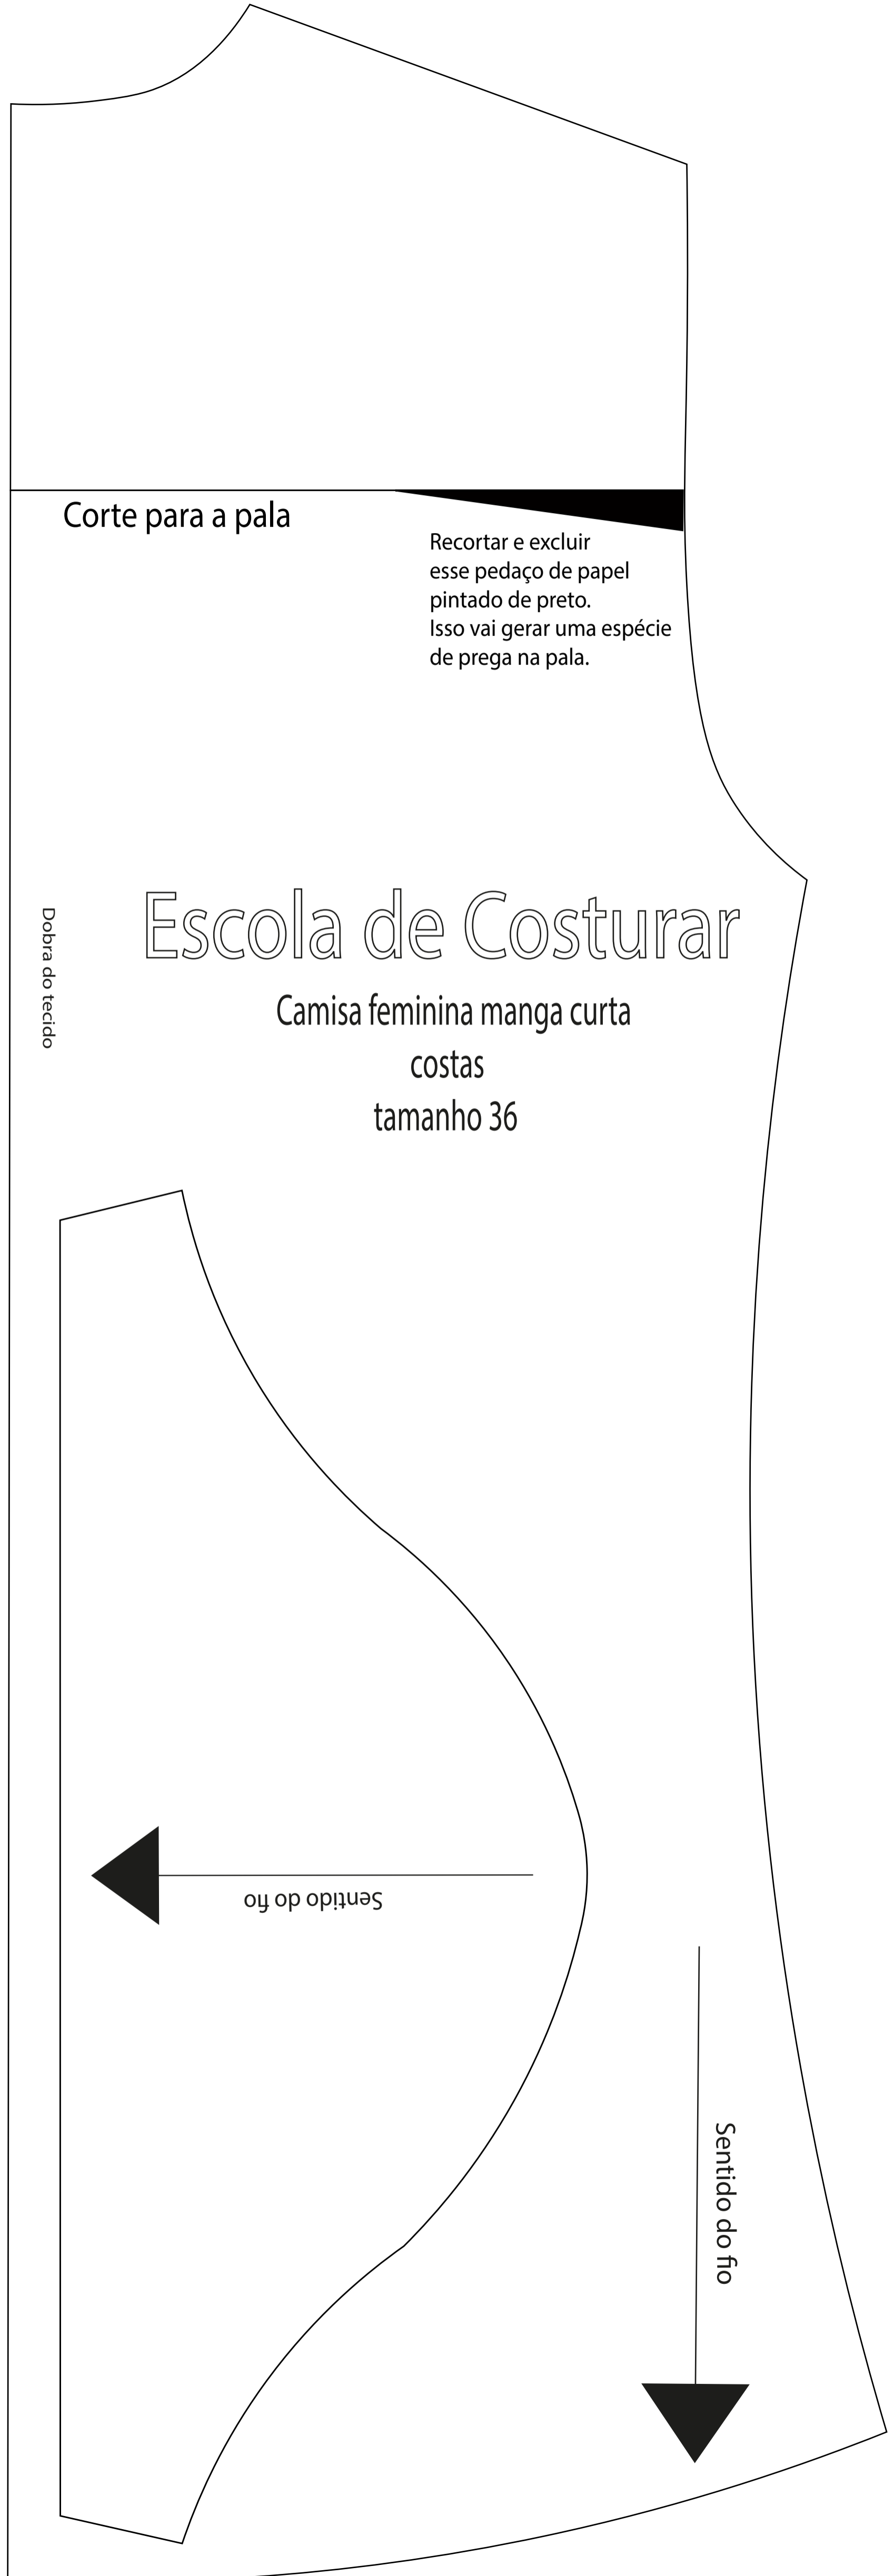 Corte para a pala
Recortar e excluir
esse pedaço de papel
pintado de preto.
Isso vai gerar uma espécie
de prega na pala.
Dobra do tecido
Escola de Costurar
Camisa feminina manga curta
costas
tamanho 36
Sentido do fio
Sentido do fio